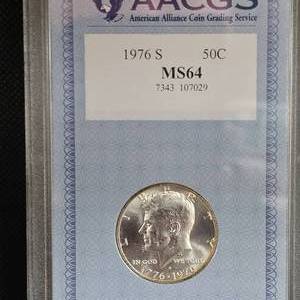 AACGS
American Alliance Coin Grading Service
1976 S 50C
MS64
7343 107029
LIBERTY
IN GOD WE TRUST
1776-1976